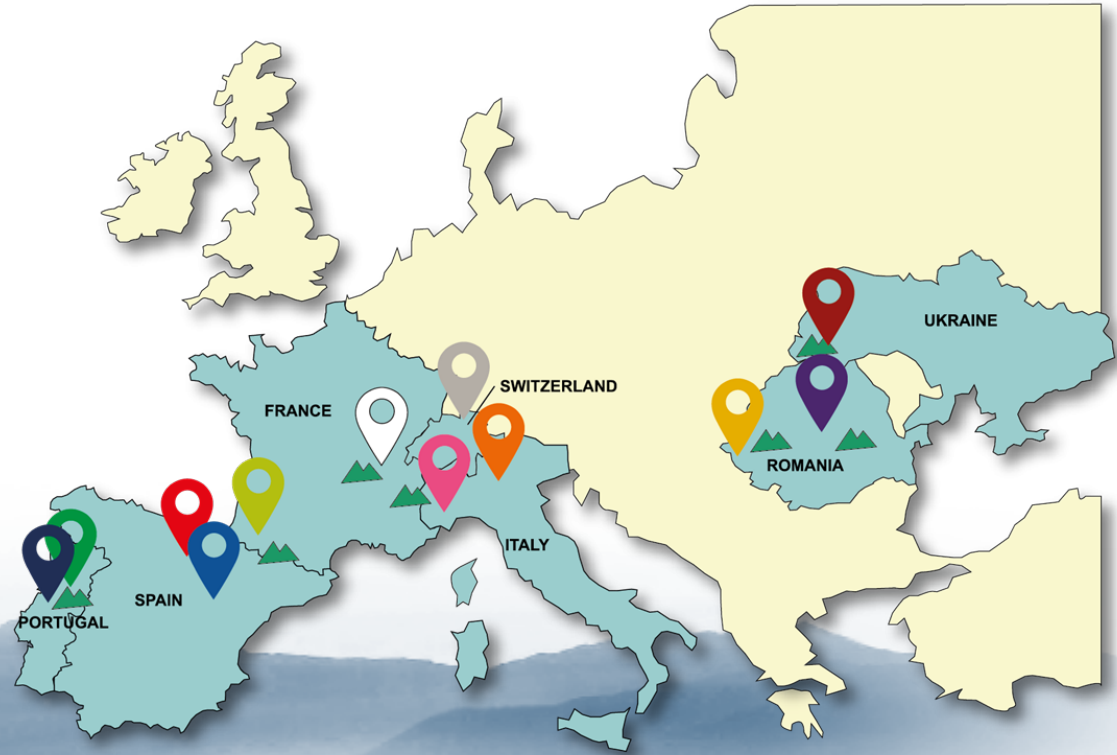 UKRAINE
SWITZERLAND
FRANCE
ROMANIA
ITALY
SPAIN
PORTUGAL